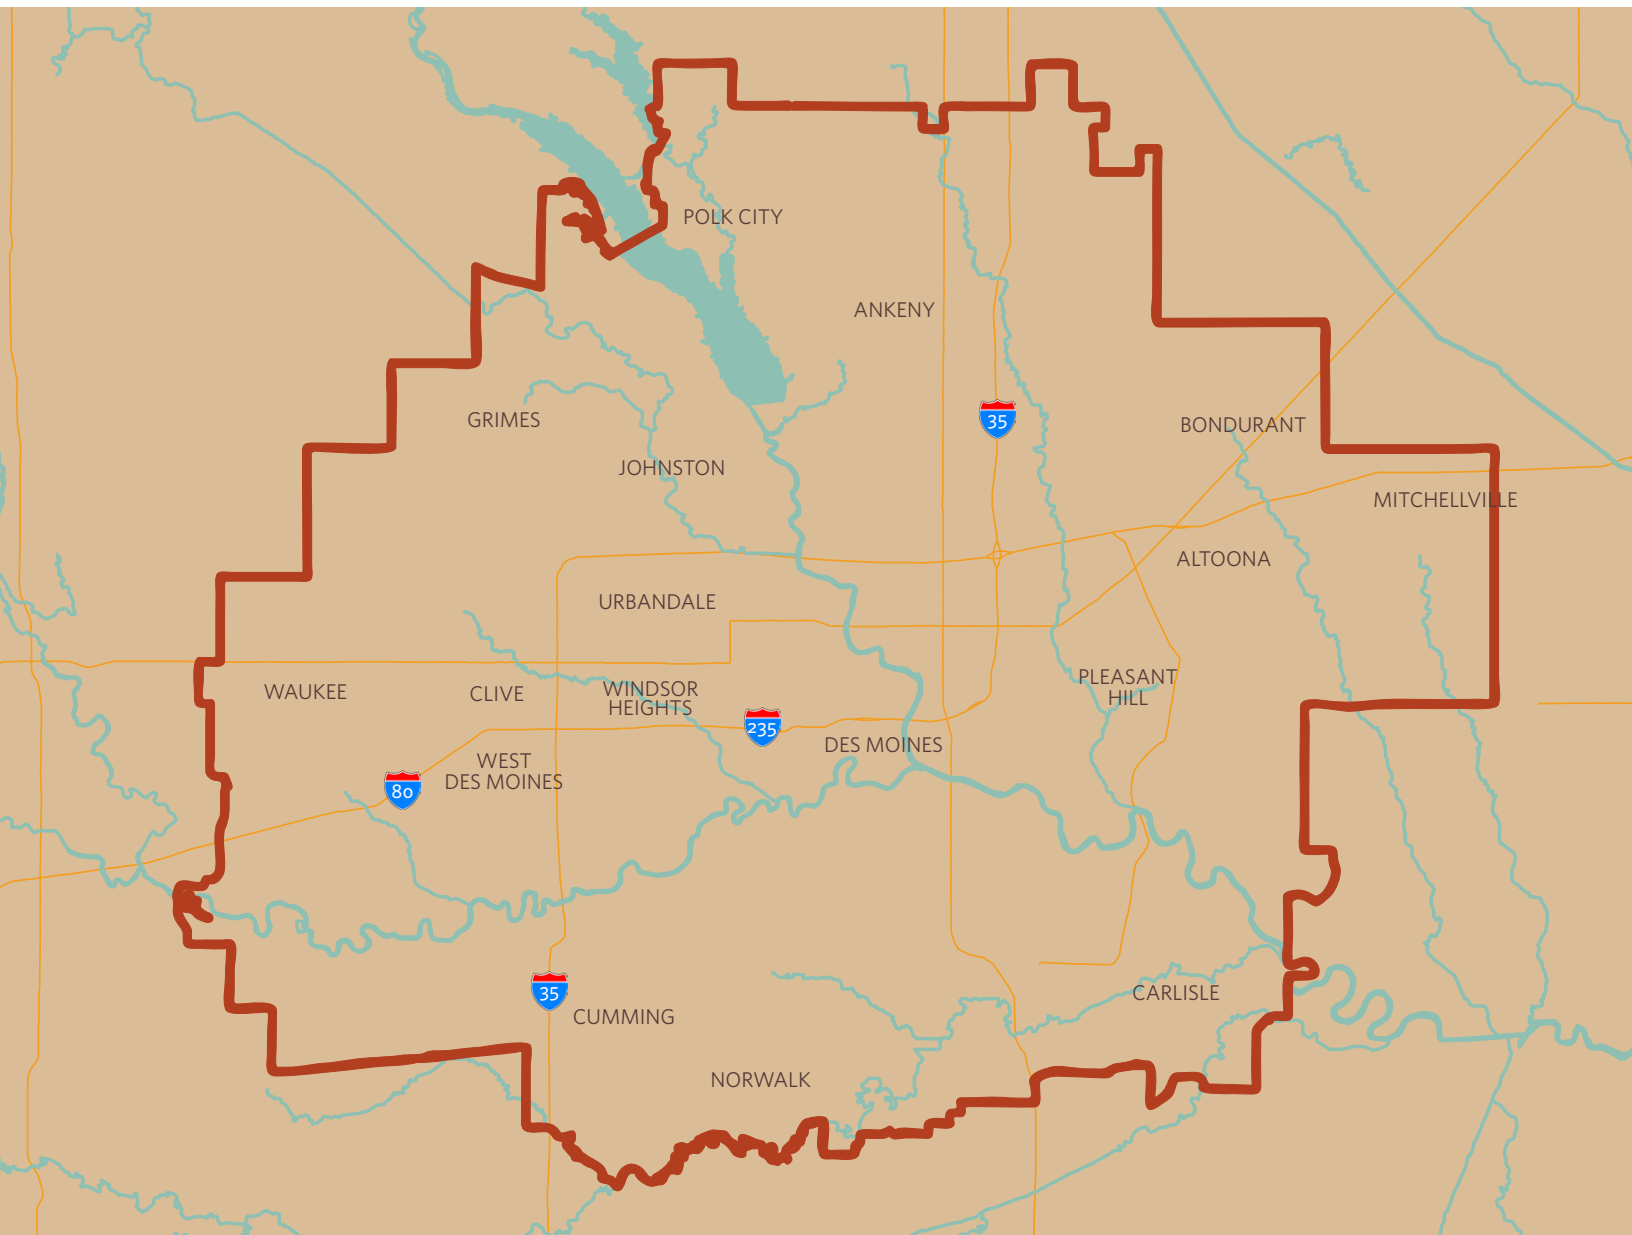 POLK CITY
ANKENY
GRIMES
35
BONDURANT
JOHNSTON
MITCHELLVILLE
ALTOONA
URBANDALE
PLEASANT
HILL
WAUKEE
CLIVE
WINDSOR
HEIGHTS
235
DES MOINES
WEST
DES MOINES
80
35
CARLISLE
CUMMING
NORWALK